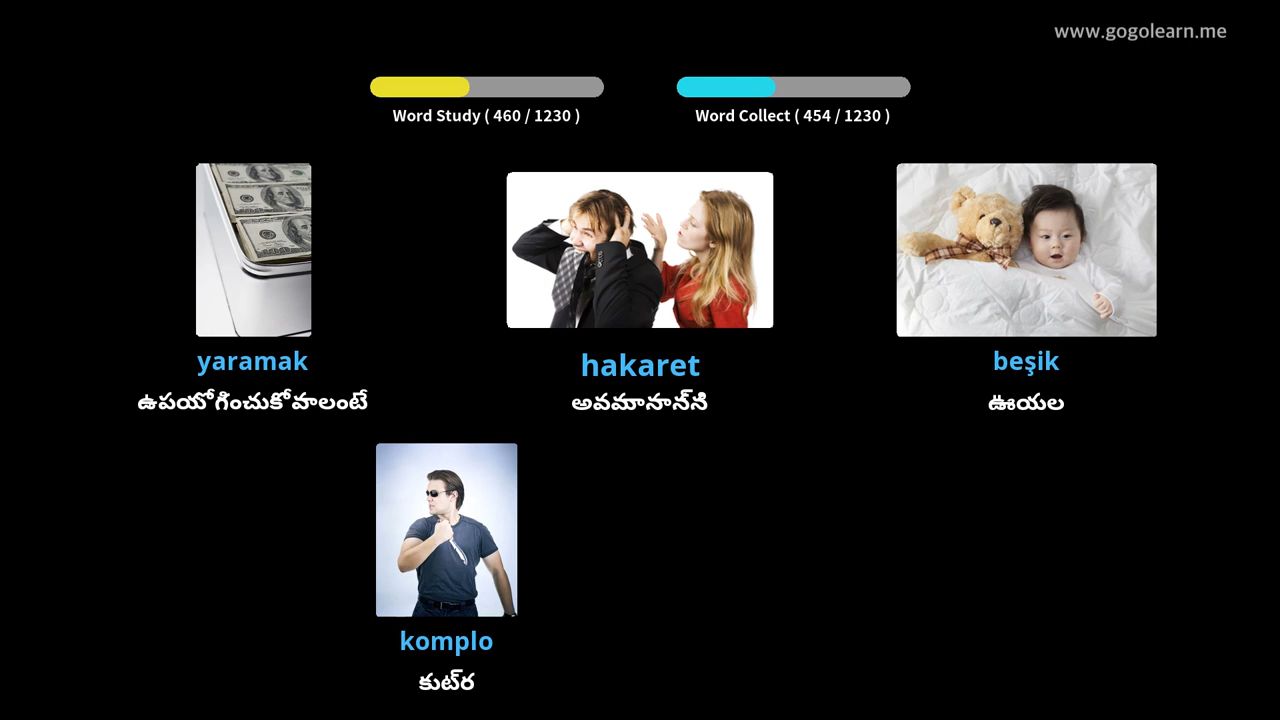 www.gogolearn.me
Word Study ( 460 / 1230 )
Word Collect ( 454 / 1230 )
yaramak
ఉపయోగించుకోవాలంటే
hakaret
అవమానాన్ని
beşik
ఊయల
komplo
కుట్ర